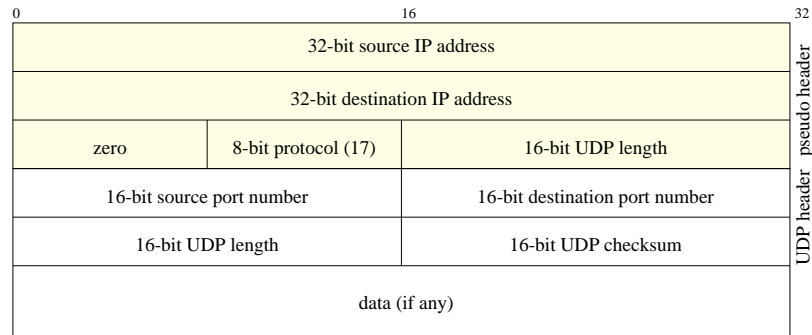 0 16 32
32-bit source IP address
32-bit destination IP address
zero 8-bit protocol (17) 16-bit UDP length
pseudo header
16-bit source port number 16-bit destination port number
16-bit UDP length 16-bit UDP checksum
UDP header
data (if any)